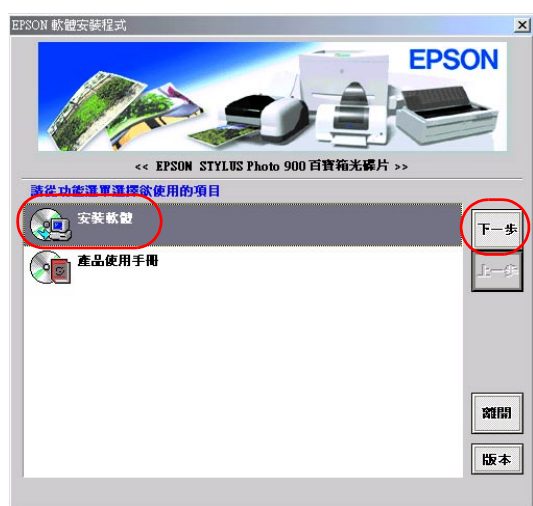 EPSON 軟體安裝程式
EPSON
<< EPSON STYLUS Photo 900 百寶箱光碟片 >>
請從功能選單選擇欲使用的項目
安裝軟體
下一步
產品使用手冊
上一步
離開
版本